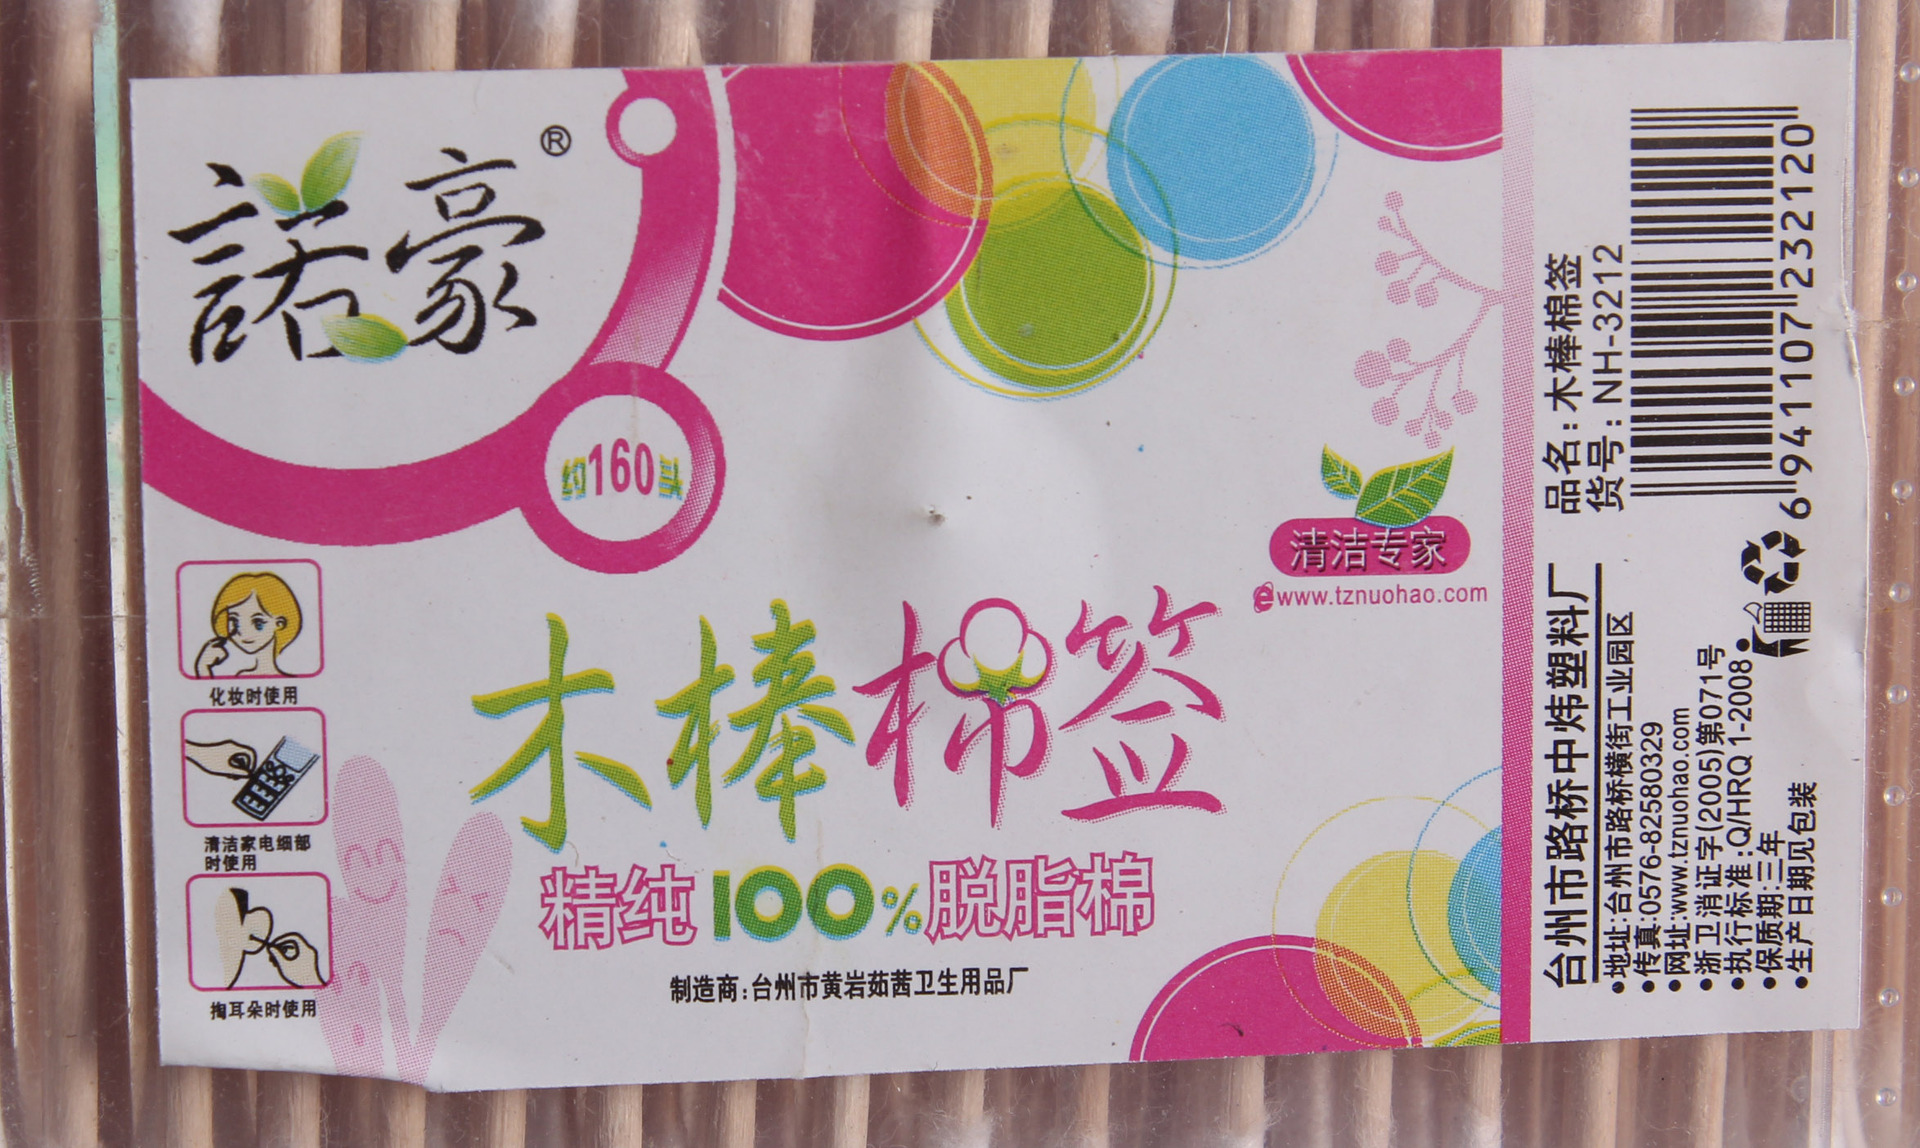 諾豪®
约160支
化妆时使用
清洁家电细部
时使用
掏耳朵时使用
清洁专家
www.tznuohao.com
木棒棉签
精纯100%脱脂棉
制造商:台州市黄岩茹茜卫生用品厂
品名:木棒棉签
货号:NH-3212
6 941107 232120
台州市路桥中炜塑料厂
•地址:台州市路桥横街工业园区
•传真:0576-82580329
•网址:www.tznuohao.com
•浙卫消证字(2005)第071号
•执行标准:Q/HRQ 1-2008
•保质期:三年
•生产日期见包装